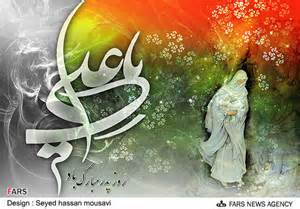 یا علی
روز پدر مبارک باد
FARS
Design : Seyed hassan mousavi
FARS NEWS AGENCY